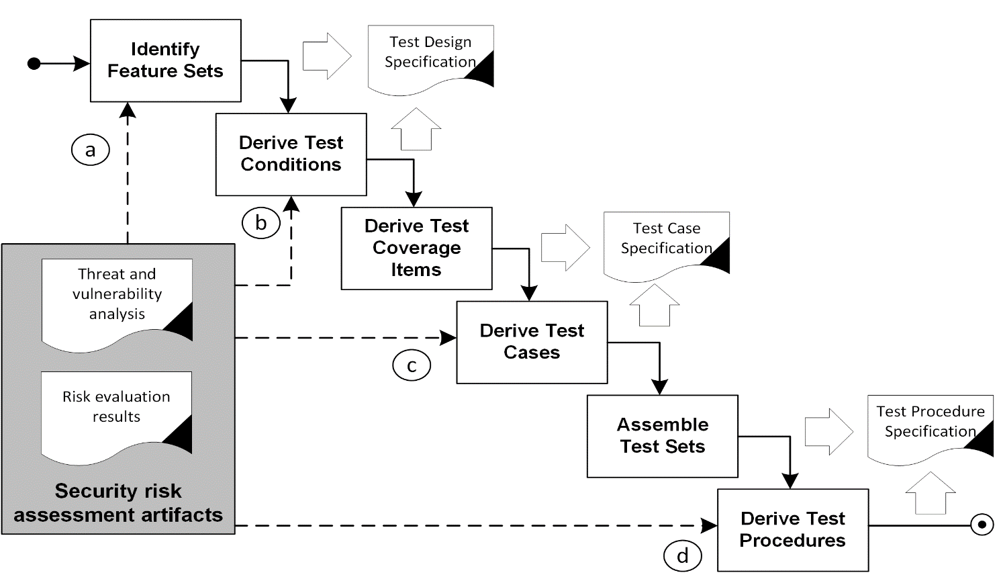 Identify
Feature Sets
Test Design
Specification
a
Derive Test
Conditions
b
Derive Test
Coverage
Items
Test Case
Specification
Threat and
vulnerability
analysis
Derive Test
Cases
c
Risk evaluation
results
Assemble
Test Sets
Test Procedure
Specification
Security risk
assessment artifacts
Derive Test
Procedures
d